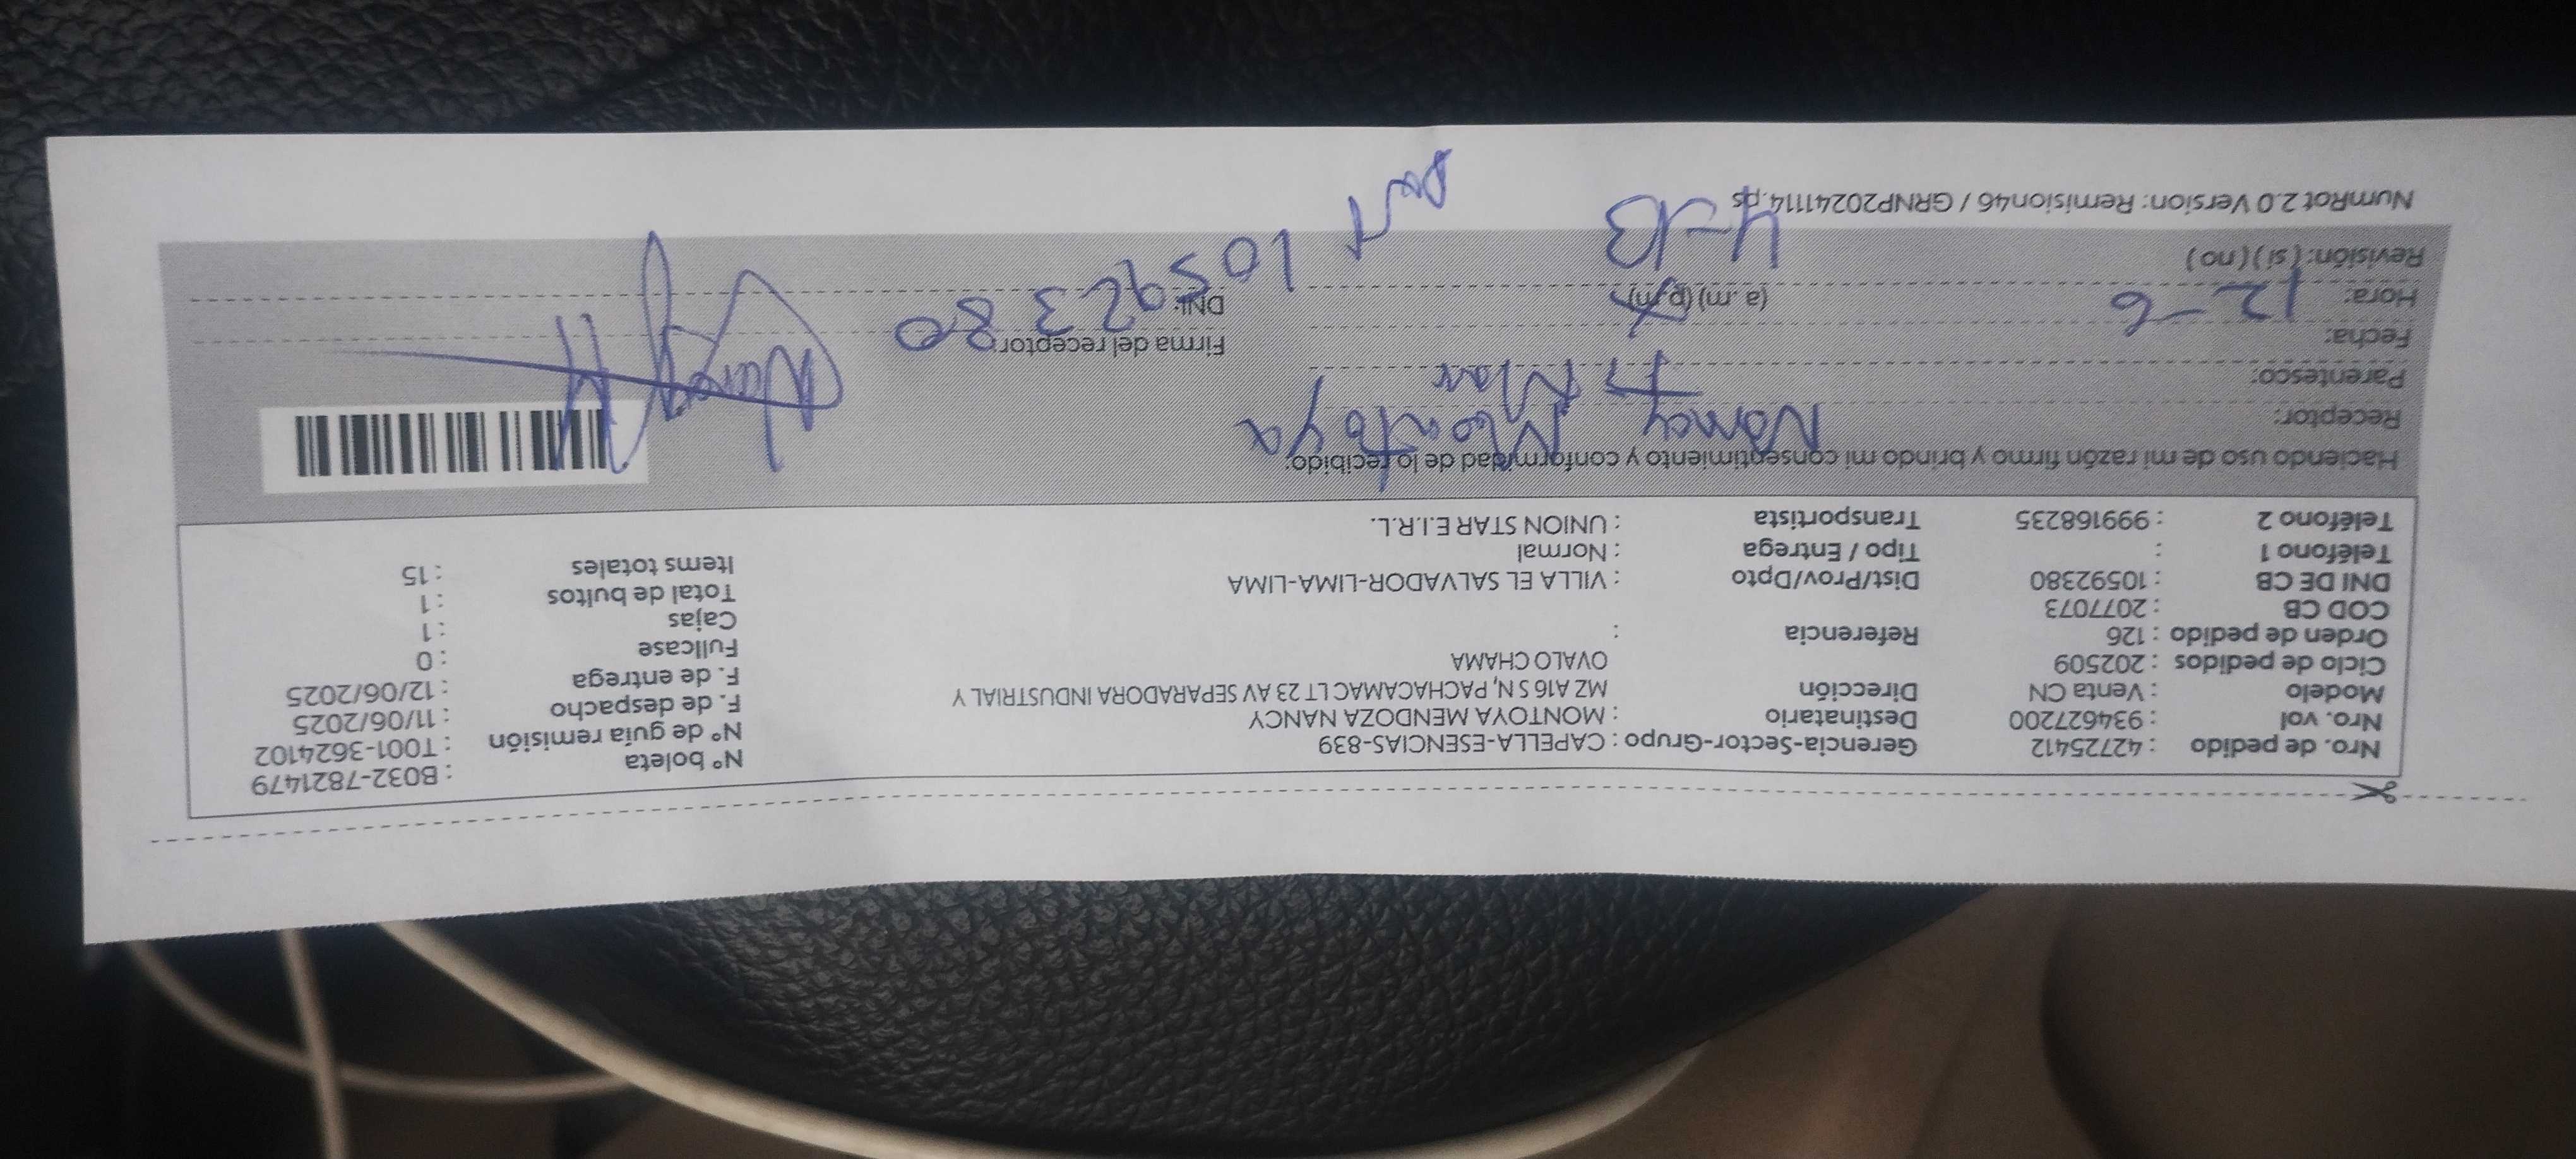 Nro. de pedido : 42725412 Gerencia-Sector-Grupo : CAPELLA-ESENCIAS-839 N° boleta : B032-7821479
Nro. vol : 934627200 Destinatario : MONTOYA MENDOZA NANCY N° de guía remisión : T001-3624102
Modelo : Venta CN Dirección MZ A16 S N, PACHACAMAC LT 23 AV SEPARADORA INDUSTRIAL Y F. de despacho : 11/06/2025
Ciclo de pedidos : 202509 OVALO CHAMA F. de entrega : 12/06/2025
Orden de pedido : 126 Referencia : Fullcase : 0
COD CB : 2077073 Cajas : 1
DNI DE CB : 10592380 Dist/Prov/Dpto : VILLA EL SALVADOR-LIMA-LIMA Total de bultos : 1
Teléfono 1 : Tipo / Entrega : Normal Items totales : 15
Teléfono 2 : 999168235 Transportista : UNION STAR E.I.R.L.
Haciendo uso de mi razón firmo y brindo mi consentimiento y conformidad de lo recibido:
Receptor: Nancy Montoya
Parentesco:
Fecha: 12-6 Firma del receptor:
Hora: (a .m) (p.m) DNI: 10592380
Revisión: ( si ) ( no ) 4-13
NumRot 2.0 Version: Remision46 / GRNP20241114.ps